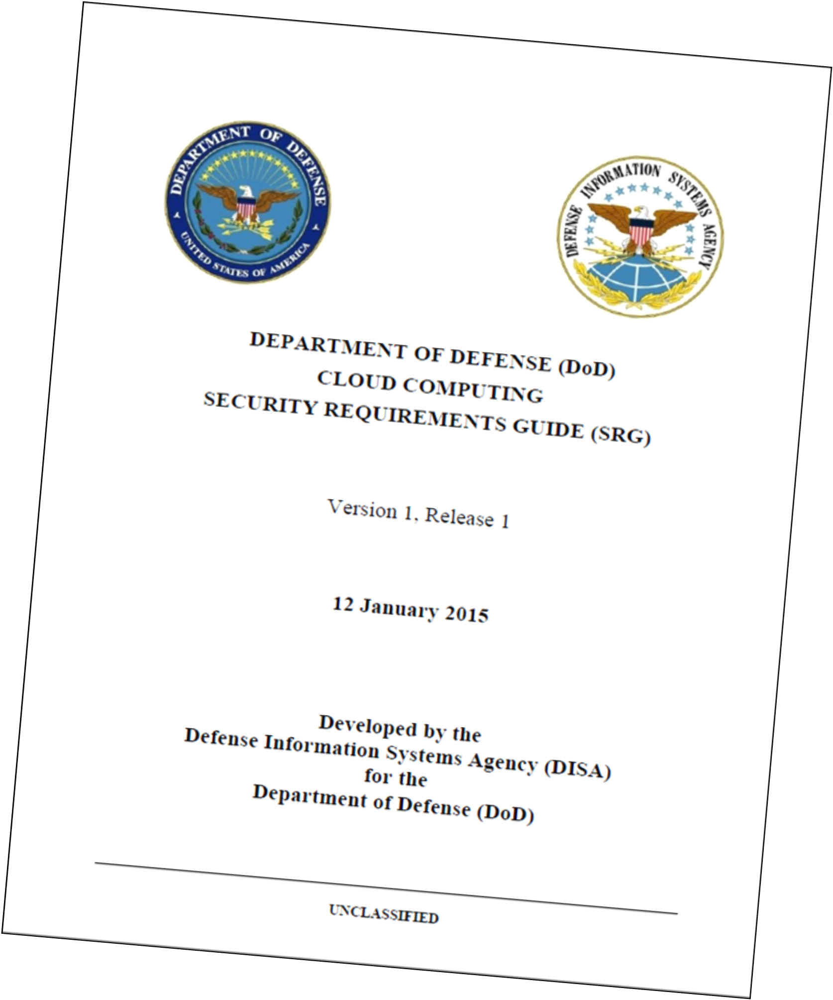 DEPARTMENT OF DEFENSE
UNITED STATES OF AMERICA
DEFENSE INFORMATION SYSTEMS AGENCY
DEPARTMENT OF DEFENSE (DoD)
CLOUD COMPUTING
SECURITY REQUIREMENTS GUIDE (SRG)
Version 1, Release 1
12 January 2015
Developed by the
Defense Information Systems Agency (DISA)
for the
Department of Defense (DoD)
UNCLASSIFIED